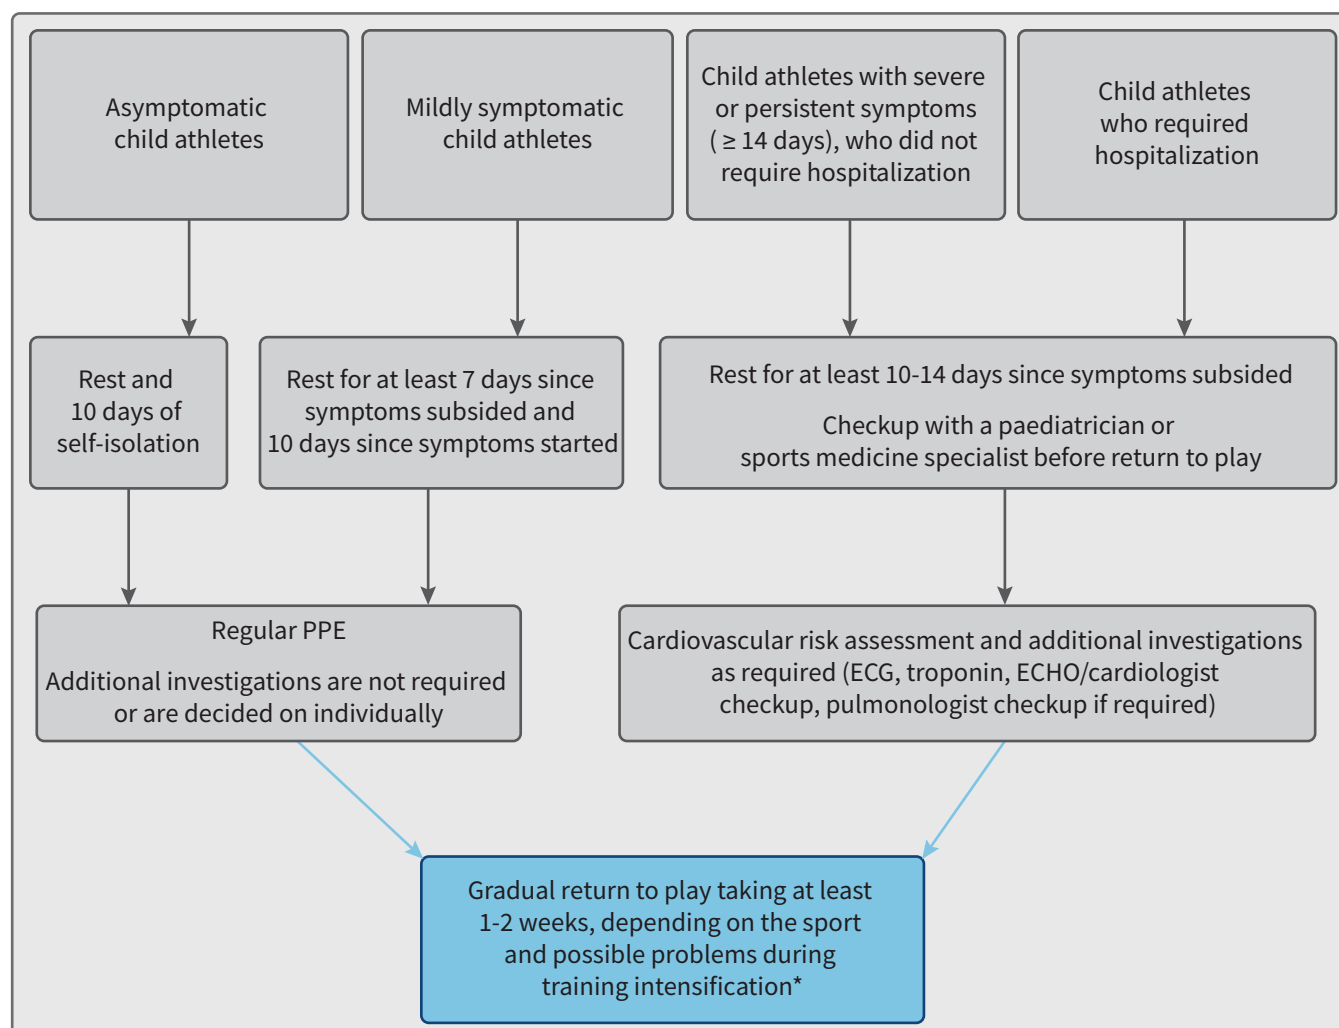 Asymptomatic
child athletes
Mildly symptomatic
child athletes
Child athletes with severe
or persistent symptoms
( ≥ 14 days), who did not
require hospitalization
Child athletes
who required
hospitalization
Rest and
10 days of
self-isolation
Rest for at least 7 days since
symptoms subsided and
10 days since symptoms started
Rest for at least 10-14 days since symptoms subsided
Checkup with a paediatrician or
sports medicine specialist before return to play
Regular PPE
Additional investigations are not required
or are decided on individually
Cardiovascular risk assessment and additional investigations
as required (ECG, troponin, ECHO/cardiologist
checkup, pulmonologist checkup if required)
Gradual return to play taking at least
1-2 weeks, depending on the sport
and possible problems during
training intensification*